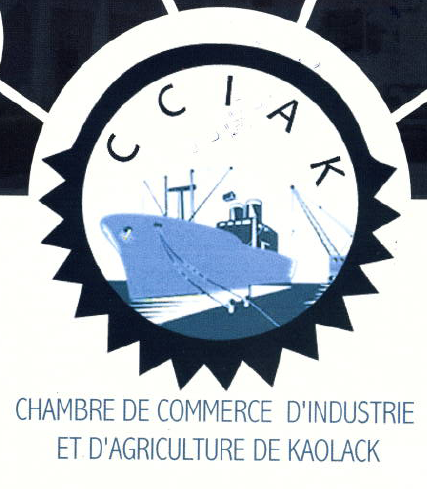 CCIAK
CHAMBRE DE COMMERCE D'INDUSTRIE
ET D'AGRICULTURE DE KAOLACK